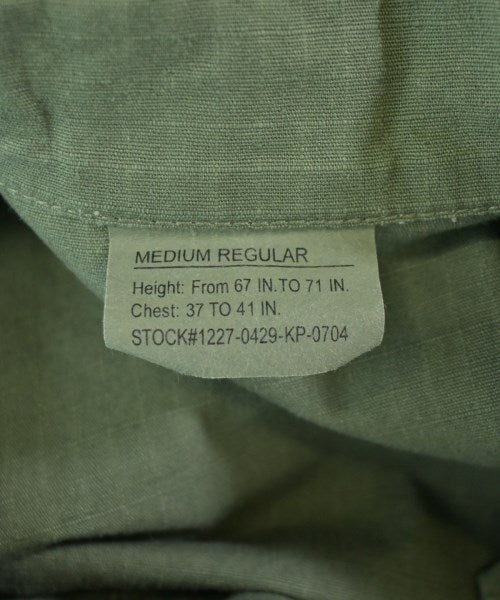 MEDIUM REGULAR
Height: From 67 IN.TO 71 IN.
Chest: 37 TO 41 IN.
STOCK#1227-0429-KP-0704